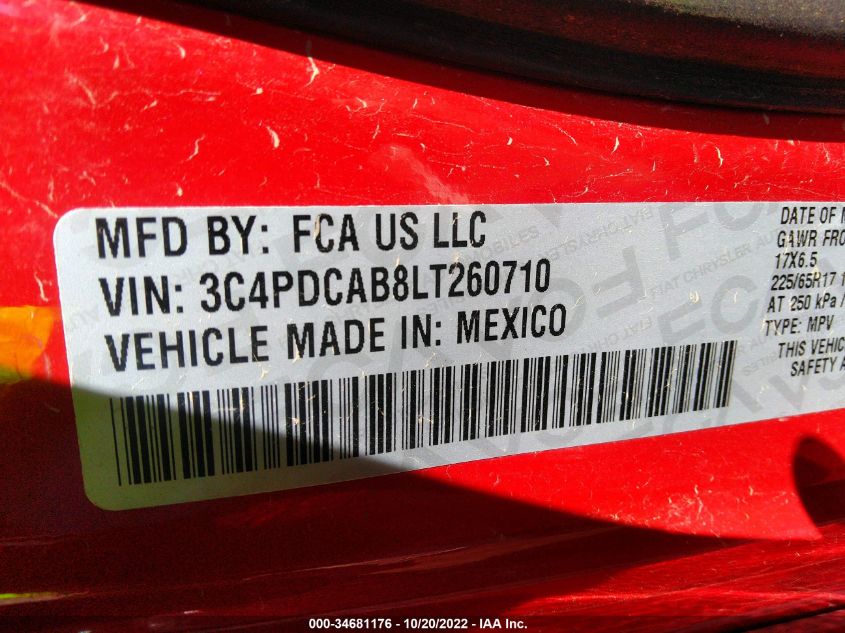 MFD BY: FCA US LLC
VIN: 3C4PDCAB8LT260710
VEHICLE MADE IN: MEXICO
DATE OF M
GAWR FRO
17X6.5
225/65R17 1
AT 250 kPa /
TYPE: MPV
THIS VEHIC
SAFETY A
000-34681176 - 10/20/2022 - IAA Inc.